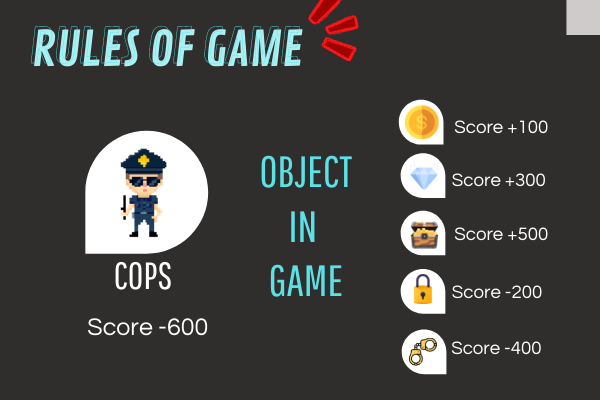 RULES OF GAME
COPS
Score -600
OBJECT
IN
GAME
Score +100
Score +300
Score +500
Score -200
Score -400